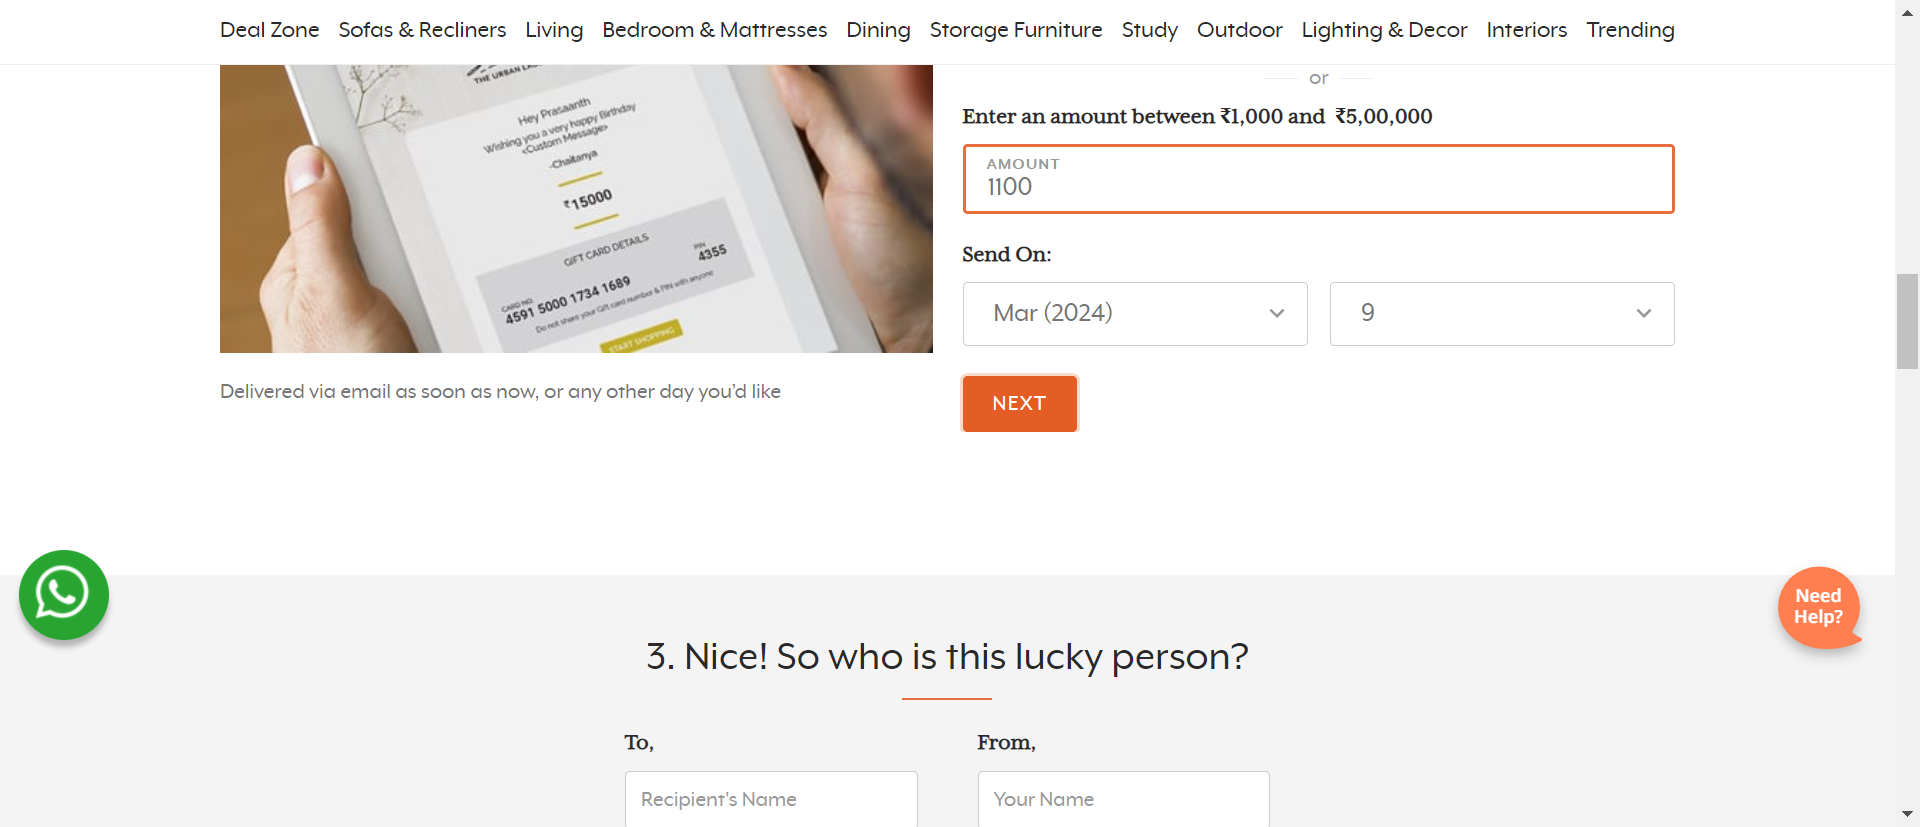 Deal Zone Sofas & Recliners Living Bedroom & Mattresses Dining Storage Furniture Study Outdoor Lighting & Decor Interiors Trending
Hey Prasaanth
Wishing you a very happy Birthday
<Custom Message>
-Chaitanya
₹15000
GIFT CARD DETAILS
CARD NO.
4591 5000 1734 1689
PIN
4355
Do not share your Gift card number & PIN with anyone
START SHOPPING
Delivered via email as soon as now, or any other day you’d like
or
Enter an amount between ₹1,000 and ₹5,00,000
AMOUNT
1100
Send On:
Mar (2024) 9
NEXT
Need
Help?
3. Nice! So who is this lucky person?
To, From,
Recipient's Name Your Name